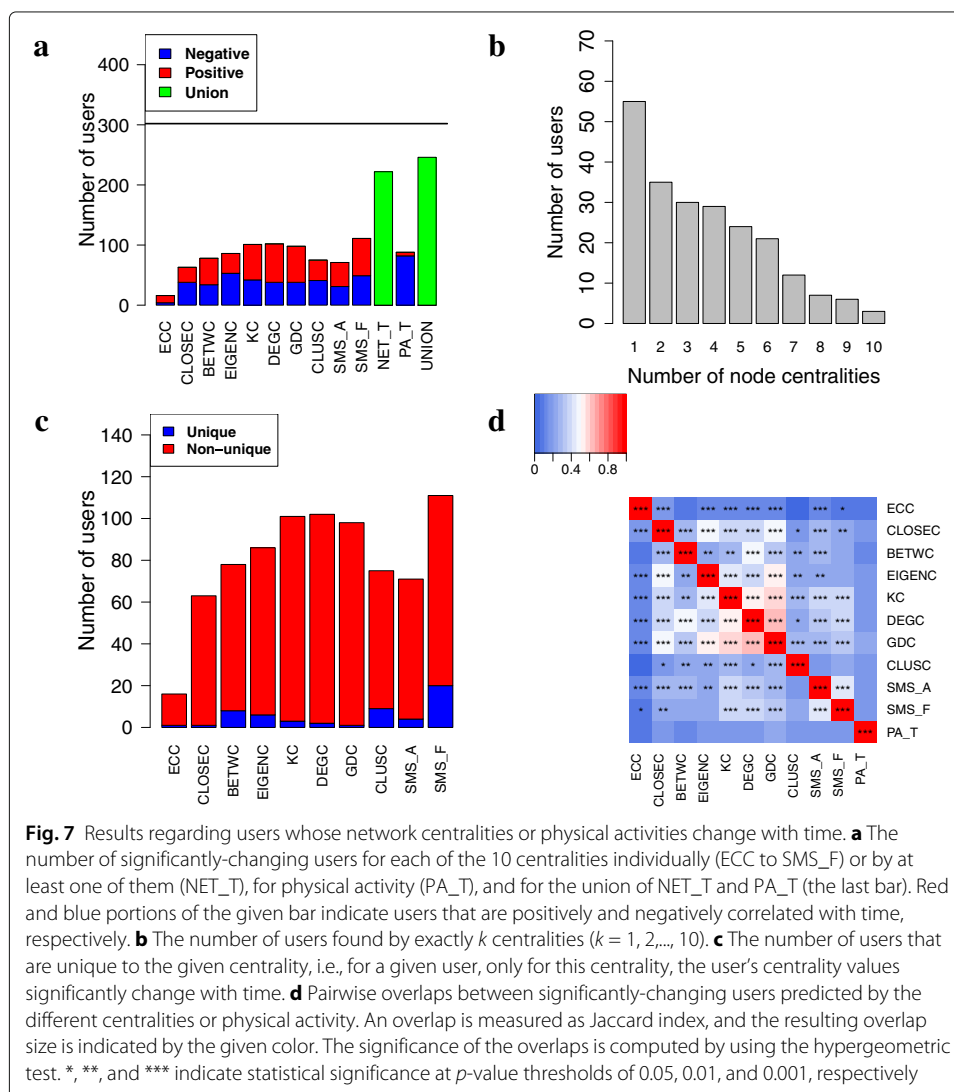 a
Negative
Positive
Union
Number of users
0
100
200
300
400
ECC
CLOSEC
BETWC
EIGENC
KC
DEGC
GDC
CLUSC
SMS_A
SMS_F
NET_T
PA_T
UNION
b
Number of users
0
10
20
30
40
50
60
70
1 2 3 4 5 6 7 8 9 10
Number of node centralities
c
Unique
Non−unique
Number of users
0
20
40
60
80
100
120
140
ECC
CLOSEC
BETWC
EIGENC
KC
DEGC
GDC
CLUSC
SMS_A
SMS_F
d
0 0.4 0.8
*** *** *** *** *** *** *** * ECC
*** *** *** *** *** *** *** * *** ** CLOSEC
*** *** ** ** *** *** ** *** BETWC
*** *** ** *** *** *** *** ** ** EIGENC
*** *** ** *** *** *** *** *** *** *** KC
*** *** *** *** *** *** *** * *** *** DEGC
*** *** *** *** *** *** *** *** *** *** GDC
* ** ** *** * *** *** CLUSC
*** *** *** ** *** *** *** *** *** SMS_A
* ** *** *** *** *** *** SMS_F
*** PA_T
ECC
CLOSEC
BETWC
EIGENC
KC
DEGC
GDC
CLUSC
SMS_A
SMS_F
PA_T
Fig. 7 Results regarding users whose network centralities or physical activities change with time. a The
number of significantly-changing users for each of the 10 centralities individually (ECC to SMS_F) or by at
least one of them (NET_T), for physical activity (PA_T), and for the union of NET_T and PA_T (the last bar). Red
and blue portions of the given bar indicate users that are positively and negatively correlated with time,
respectively. b The number of users found by exactly k centralities (k = 1, 2,..., 10). c The number of users that
are unique to the given centrality, i.e., for a given user, only for this centrality, the user's centrality values
significantly change with time. d Pairwise overlaps between significantly-changing users predicted by the
different centralities or physical activity. An overlap is measured as Jaccard index, and the resulting overlap
size is indicated by the given color. The significance of the overlaps is computed by using the hypergeometric
test. *, **, and *** indicate statistical significance at p-value thresholds of 0.05, 0.01, and 0.001, respectively